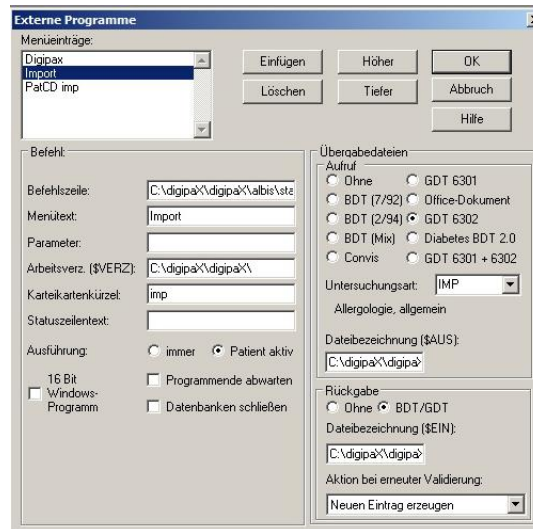 Externe Programme
Menüeinträge:
Digipax
Import
PatCD imp
Einfügen
Höher
OK
Löschen
Tiefer
Abbruch
Hilfe
Befehl:
Befehlszeile: C:\digipaX\digipaX\albis\sta
Menütext: Import
Parameter:
Arbeitsverz. ($VERZ): C:\digipaX\digipaX\
Karteikartenkürzel: imp
Statuszeilentext:
Ausführung: immer Patient aktiv
16 Bit Windows-Programm
Programmende abwarten
Datenbanken schließen
Übergabedateien
Aufruf
Ohne GDT 6301
BDT (7/92) Office-Dokument
BDT (2/94) GDT 6302
BDT (Mix) Diabetes BDT 2.0
Convis GDT 6301 + 6302
Untersuchungsart: IMP
Allergologie, allgemein
Dateibezeichnung ($AUS):
C:\digipaX\digipa
Rückgabe
Ohne BDT/GDT
Dateibezeichnung ($EIN):
C:\digipaX\digipa
Aktion bei erneuter Validierung:
Neuen Eintrag erzeugen